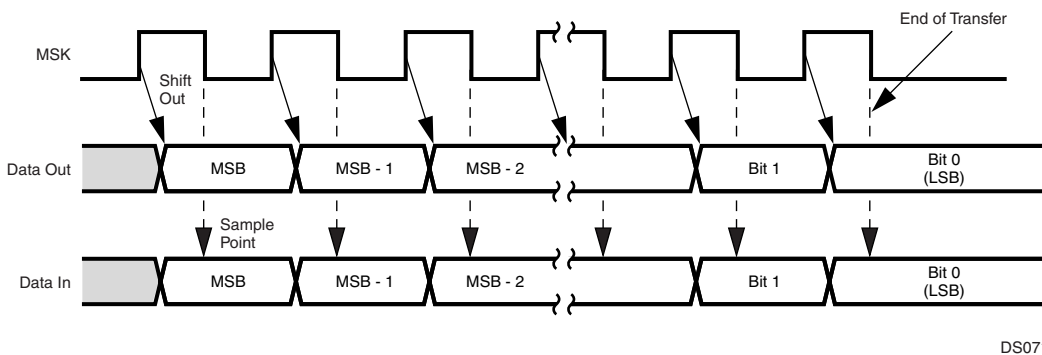 End of Transfer
MSK
Shift
Out
Data Out
MSB
MSB - 1
MSB - 2
Bit 1
Bit 0
(LSB)
Sample
Point
Data In
MSB
MSB - 1
MSB - 2
Bit 1
Bit 0
(LSB)
DS07